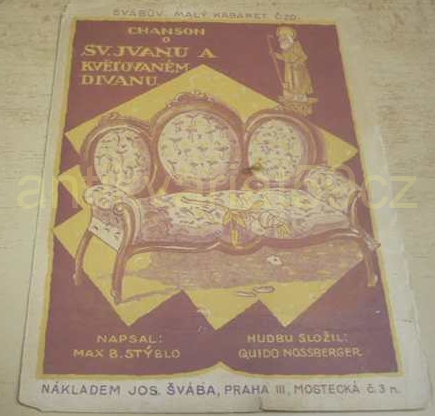 ŠVÁBŮV MALÝ KABARET Č.20.
CHANSON
O
SV. JVANU A
KVĚTOVANÉM
DIVANU
NAPSAL:
MAX B. STÝBLO
HUDBU SLOŽIL:
QUIDO NOSSBERGER
NÁKLADEM JOS. ŠVÁBA, PRAHA III, MOSTECKÁ č. 3 n.